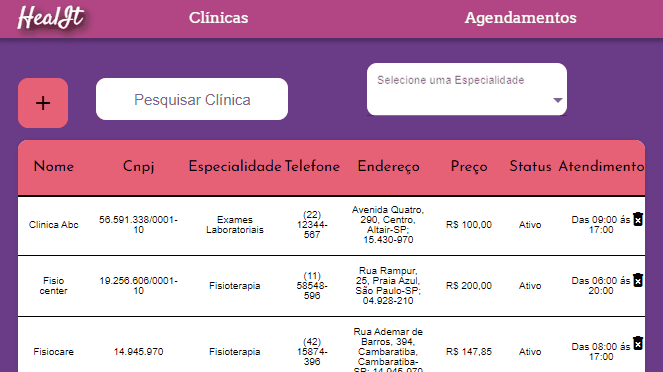 HealIt
Clínicas
Agendamentos
+
Pesquisar Clínica
Selecione uma Especialidade
Nome Cnpj Especialidade Telefone Endereço Preço Status Atendimento
Clinica Abc
56.591.338/0001-
10
Exames
Laboratoriais
(22)
12344-
567
Avenida Quatro,
290, Centro,
Altair-SP;
15.430-970
R$ 100,00
Ativo
Das 09:00 ás
17:00
Fisio
center
19.256.606/0001-
10
Fisioterapia
(11)
58548-
596
Rua Rampur,
25, Praia Azul,
São Paulo-SP;
04.928-210
R$ 200,00
Ativo
Das 06:00 ás
20:00
Fisiocare
14.945.970
Fisioterapia
(42)
15874-
396
Rua Ademar de
Barros, 394,
Cambaratiba,
Cambaratiba-
SP; 14.945.970
R$ 147,85
Ativo
Das 08:00 ás
17:00